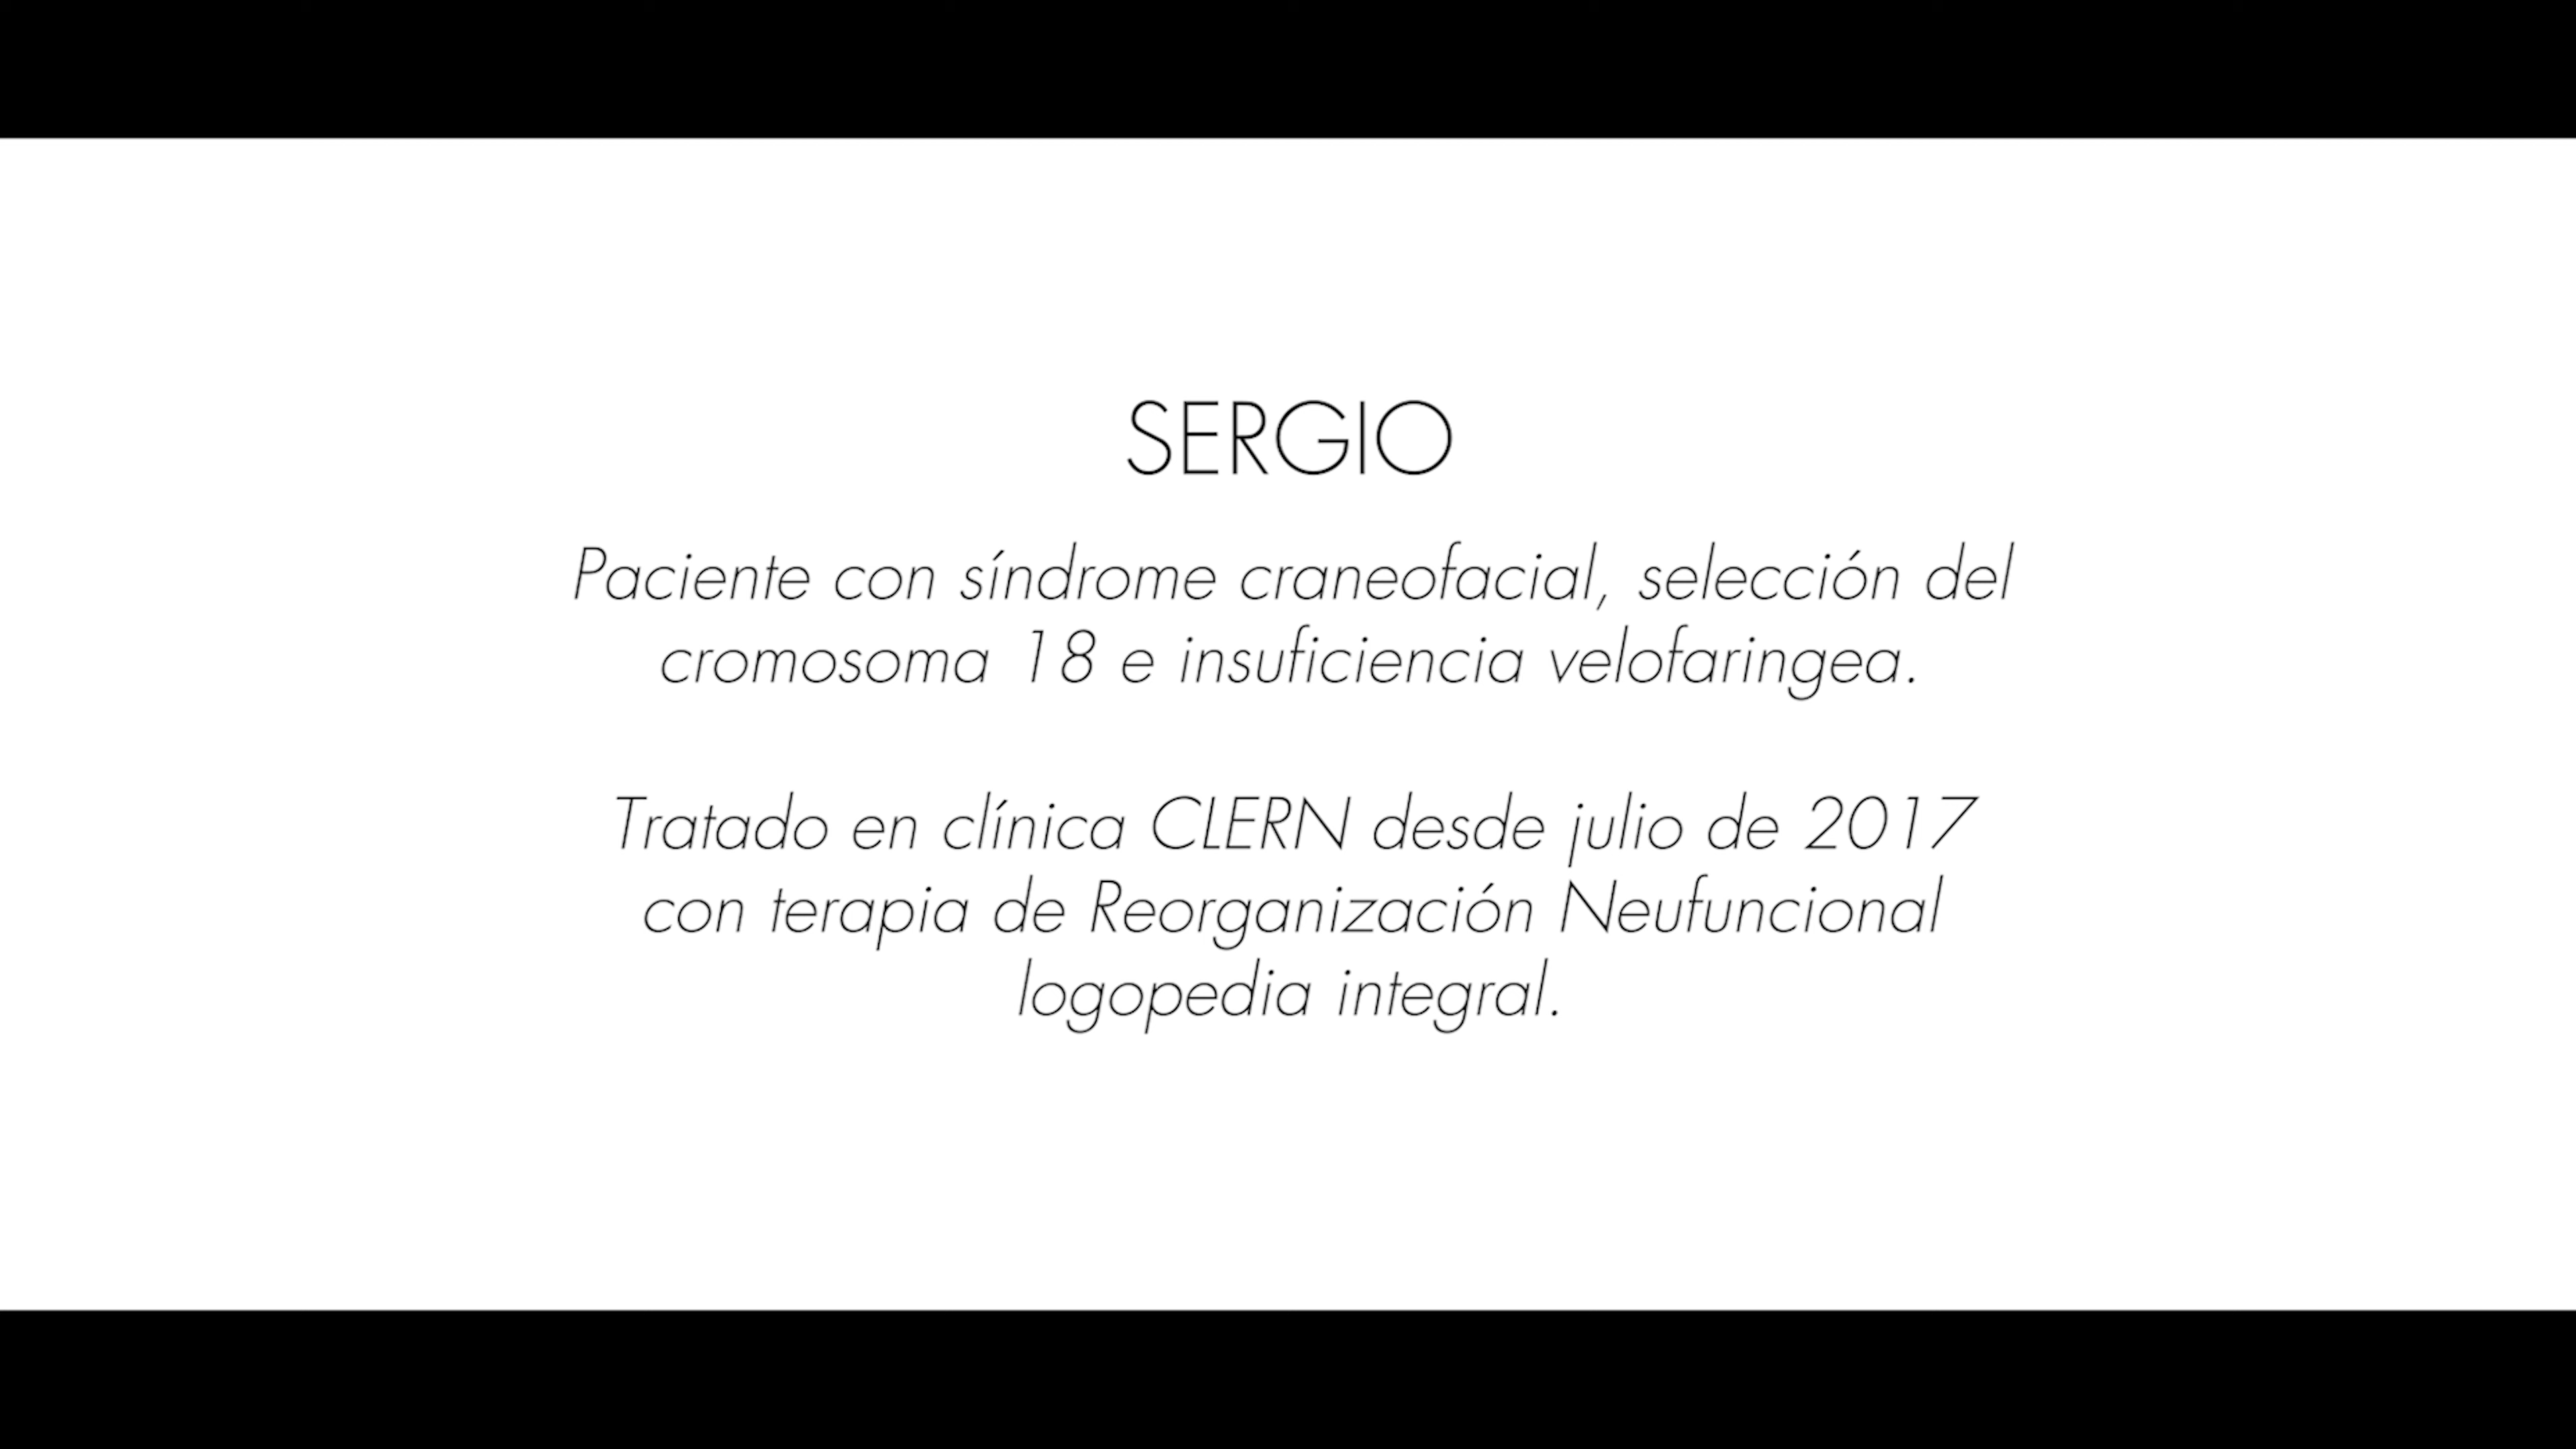 SERGIO
Paciente con síndrome craneofacial, selección del
cromosoma 18 e insuficiencia velofaringea.
Tratado en clínica CLERN desde julio de 2017
con terapia de Reorganización Neufuncional
logopedia integral.